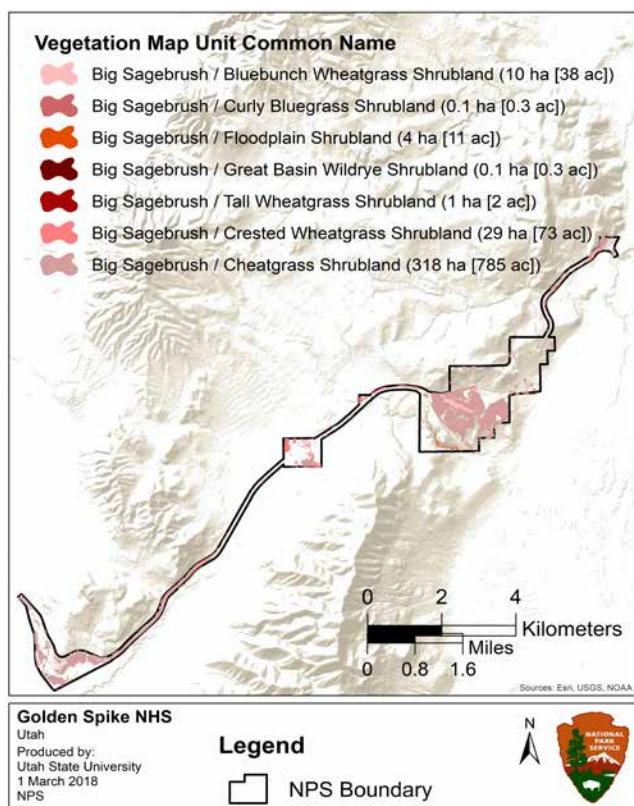 Vegetation Map Unit Common Name
Big Sagebrush / Bluebunch Wheatgrass Shrubland (10 ha [38 ac])
Big Sagebrush / Curly Bluegrass Shrubland (0.1 ha [0.3 ac])
Big Sagebrush / Floodplain Shrubland (4 ha [11 ac])
Big Sagebrush / Great Basin Wildrye Shrubland (0.1 ha [0.3 ac])
Big Sagebrush / Tall Wheatgrass Shrubland (1 ha [2 ac])
Big Sagebrush / Crested Wheatgrass Shrubland (29 ha [73 ac])
Big Sagebrush / Cheatgrass Shrubland (318 ha [785 ac])
0 2 4
Kilometers
Miles
0 0.8 1.6
Sources: Esri, USGS, NOAA
Golden Spike NHS
Utah
Produced by:
Utah State University
1 March 2018
NPS
Legend
NPS Boundary
N
NATIONAL
PARK
SERVICE